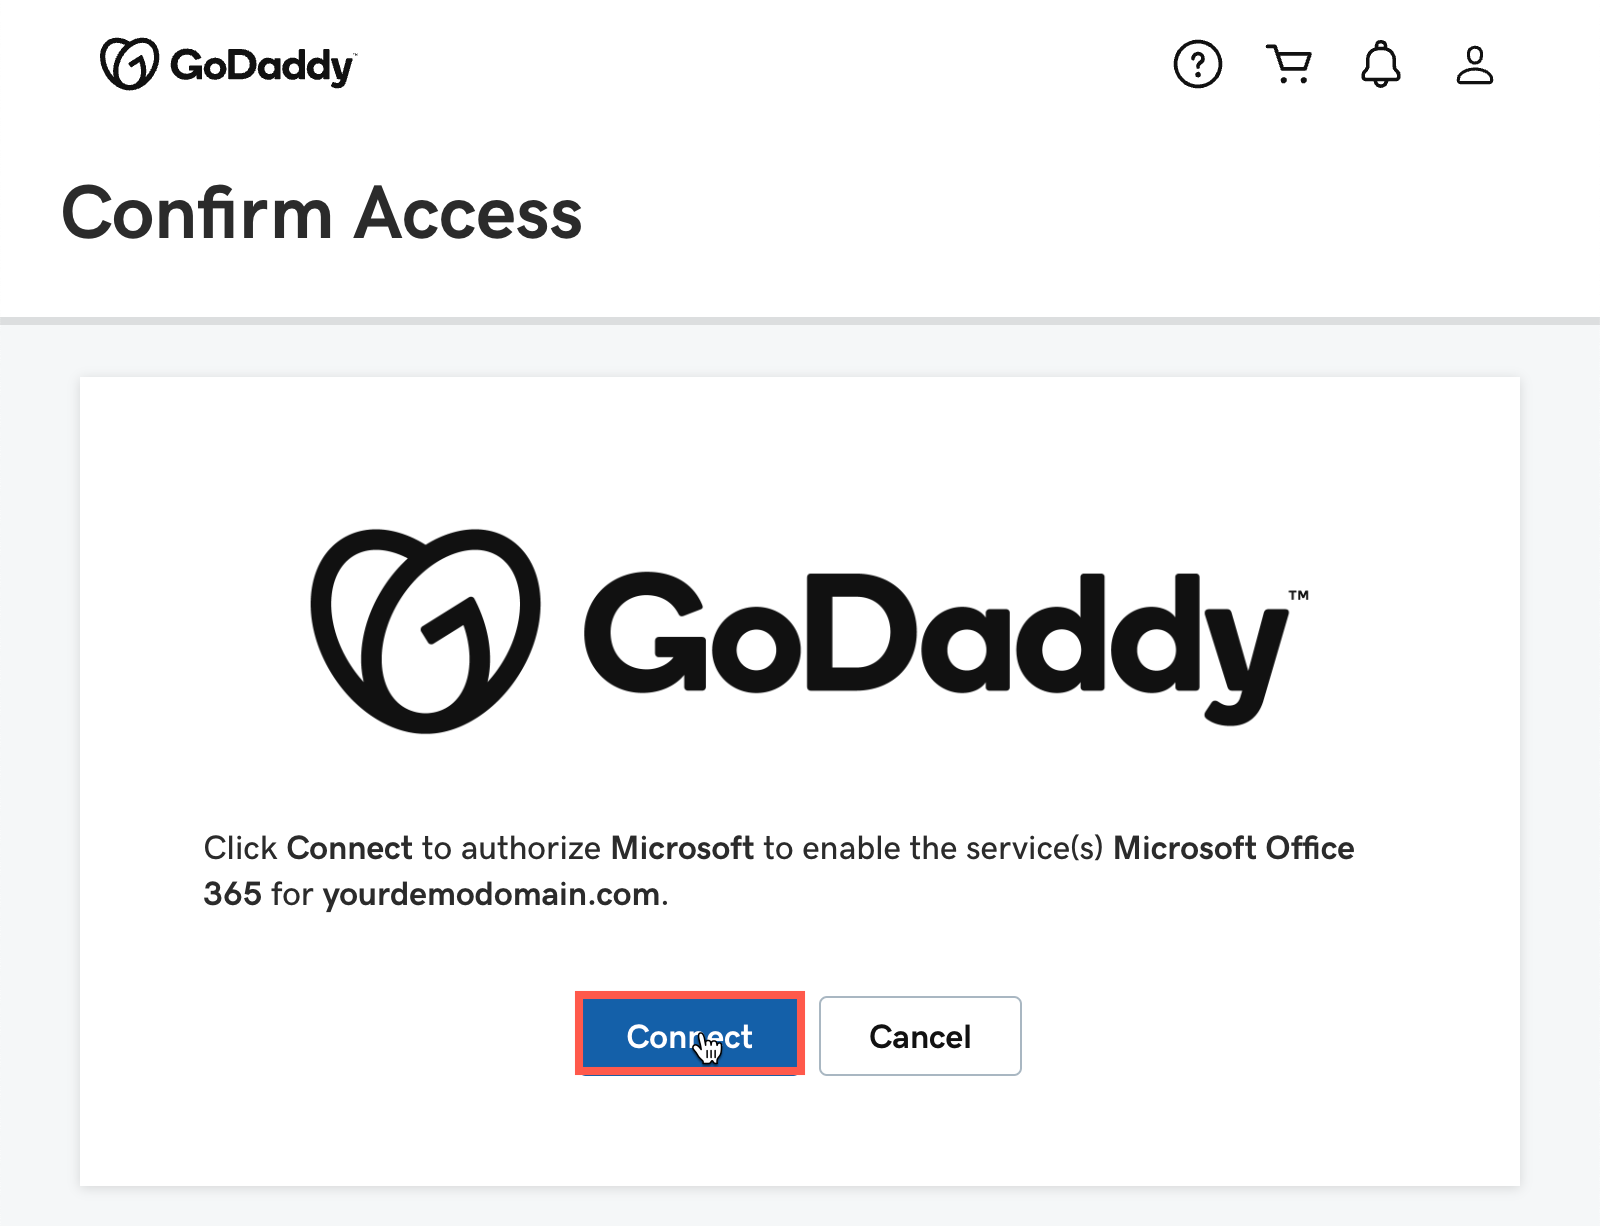 GoDaddy™
Confirm Access
GoDaddy™
Click Connect to authorize Microsoft to enable the service(s) Microsoft Office
365 for yourdemodomain.com.
Connect
Cancel